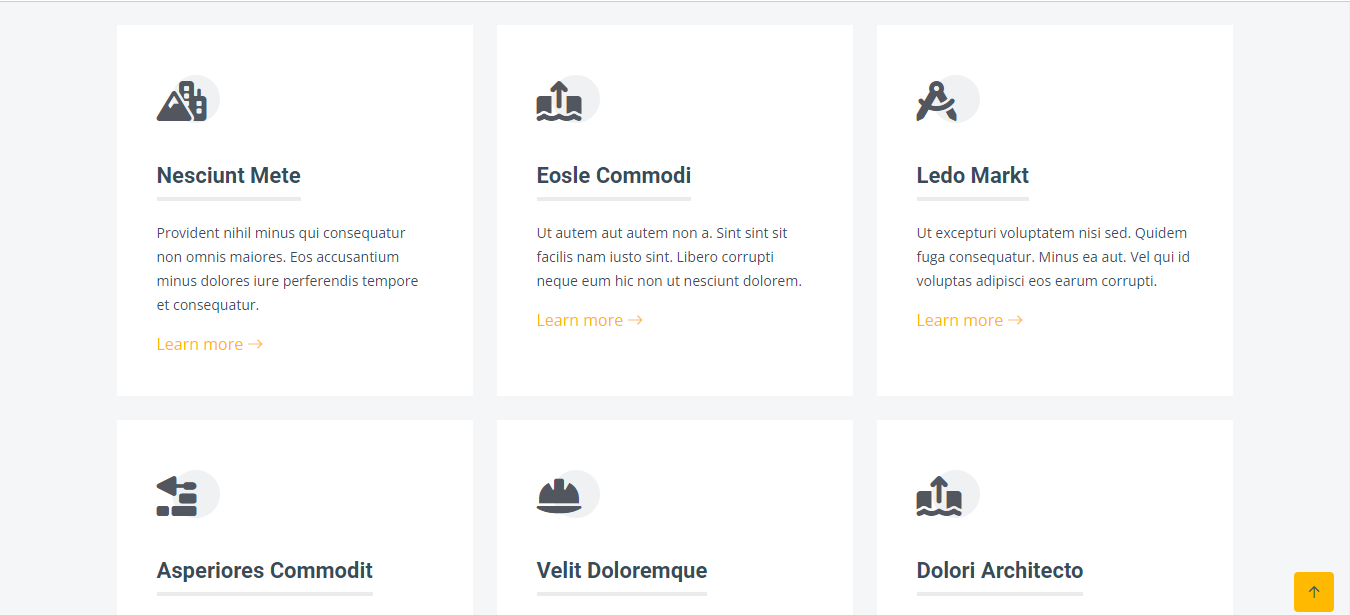 Nesciunt Mete
Provident nihil minus qui consequatur
non omnis maiores. Eos accusantium
minus dolores iure perferendis tempore
et consequatur.
Learn more →
Eosle Commodi
Ut autem aut autem non a. Sint sint sit
facilis nam iusto sint. Libero corrupti
neque eum hic non ut nesciunt dolorem.
Learn more →
Ledo Markt
Ut excepturi voluptatem nisi sed. Quidem
fuga consequatur. Minus ea aut. Vel qui id
voluptas adipisci eos earum corrupti.
Learn more →
Asperiores Commodit
Velit Doloremque
Dolori Architecto